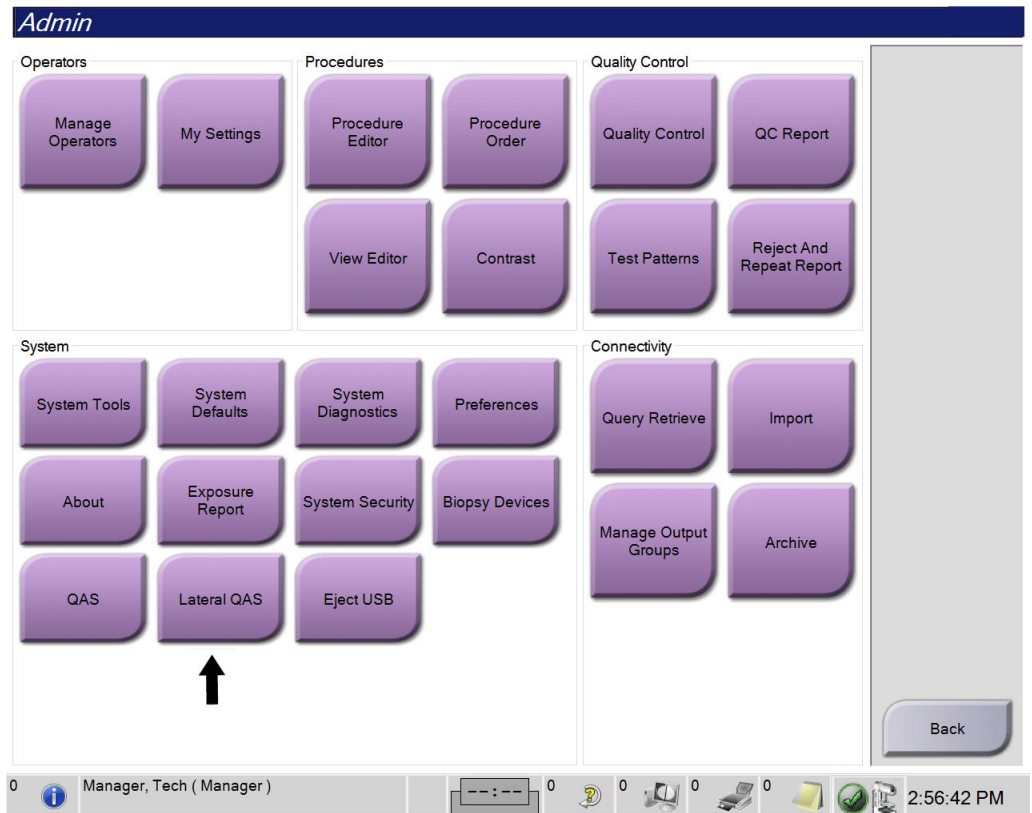 Admin
Operators
Manage
Operators
My Settings
Procedures
Procedure
Editor
Procedure
Order
View Editor
Contrast
Quality Control
Quality Control
QC Report
Test Patterns
Reject And
Repeat Report
System
System Tools
System
Defaults
System
Diagnostics
Preferences
About
Exposure
Report
System Security
Biopsy Devices
QAS
Lateral QAS
Eject USB
Connectivity
Query Retrieve
Import
Manage Output
Groups
Archive
Back
0
Manager, Tech ( Manager )
--:--
0
0
0
0
2:56:42 PM